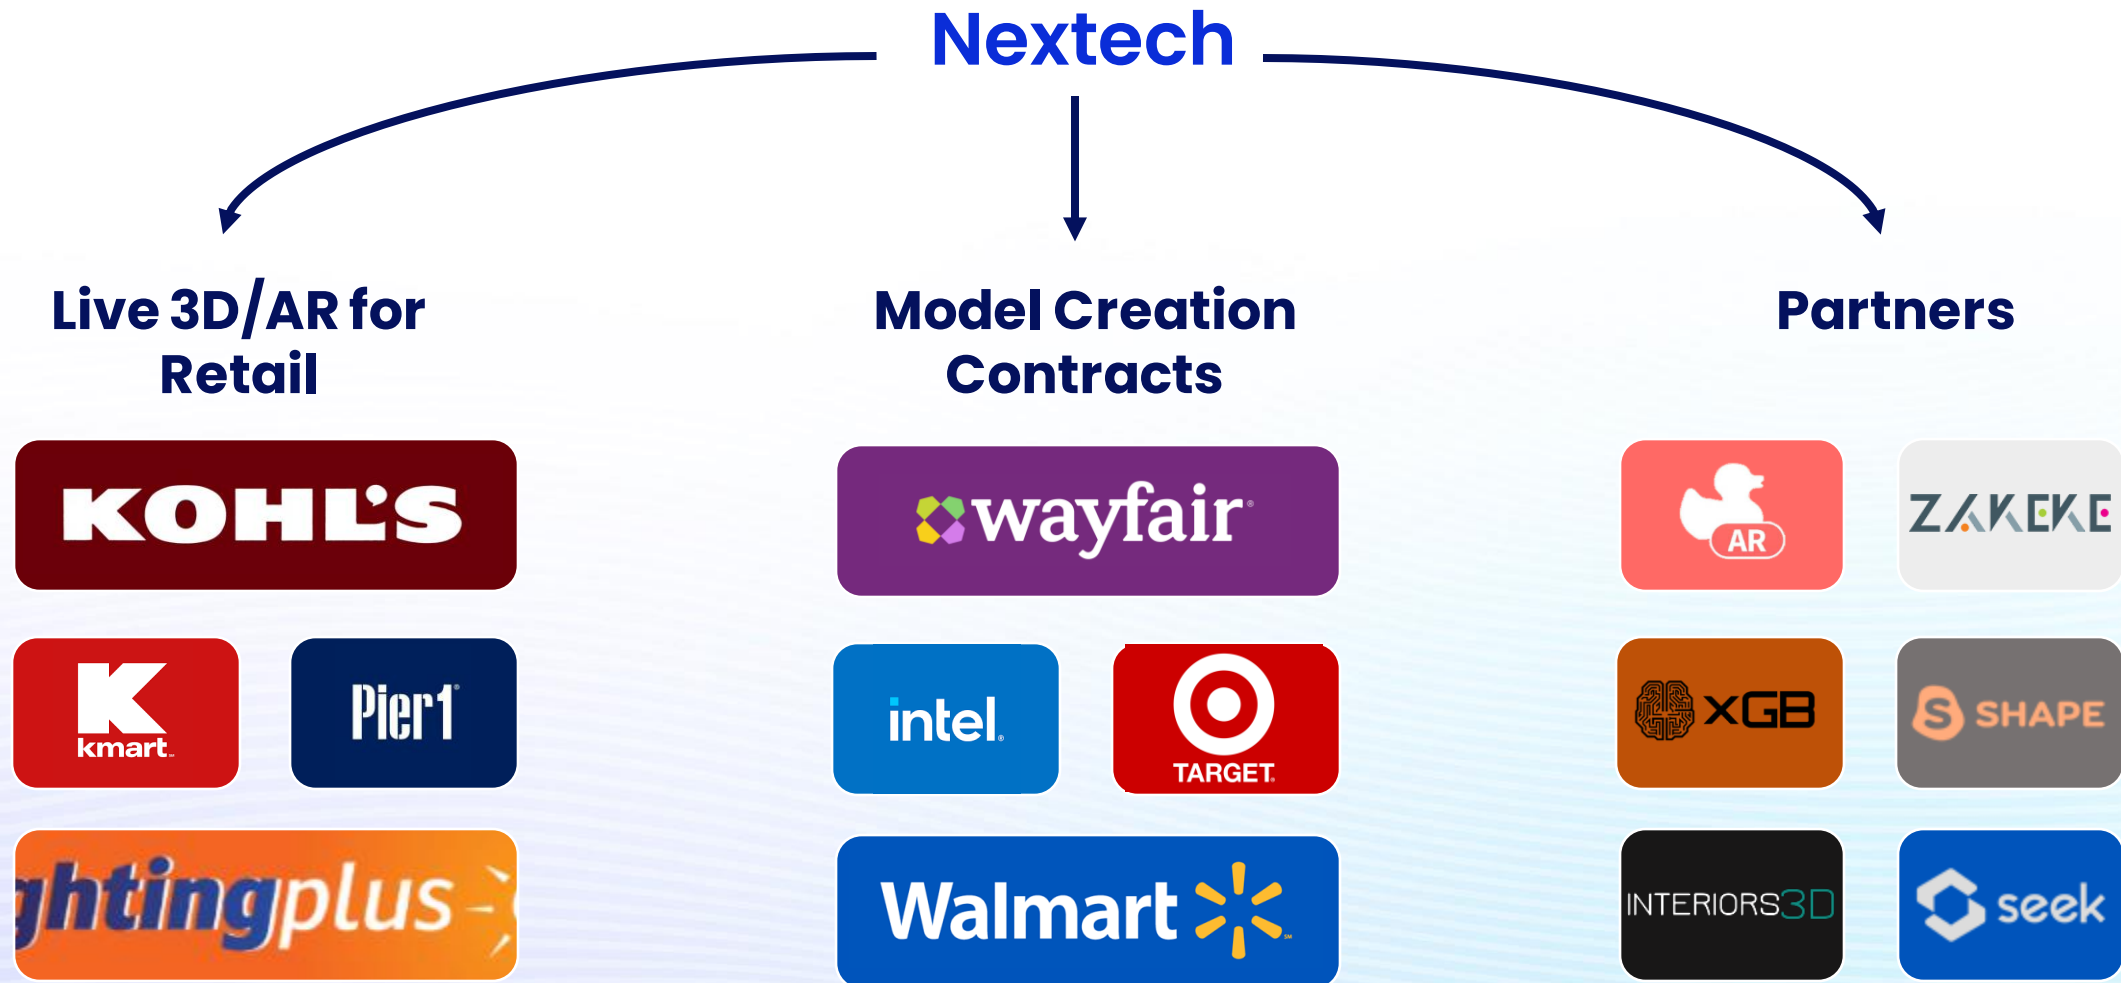 Nextech
Live 3D/AR for
Retail
Model Creation
Contracts
Partners
KOHL'S
kmart
Pier1
ghtingplus
wayfair
intel
TARGET
Walmart
AR
ZAKEKE
xGB
S SHAPE
INTERIORS3D
seek